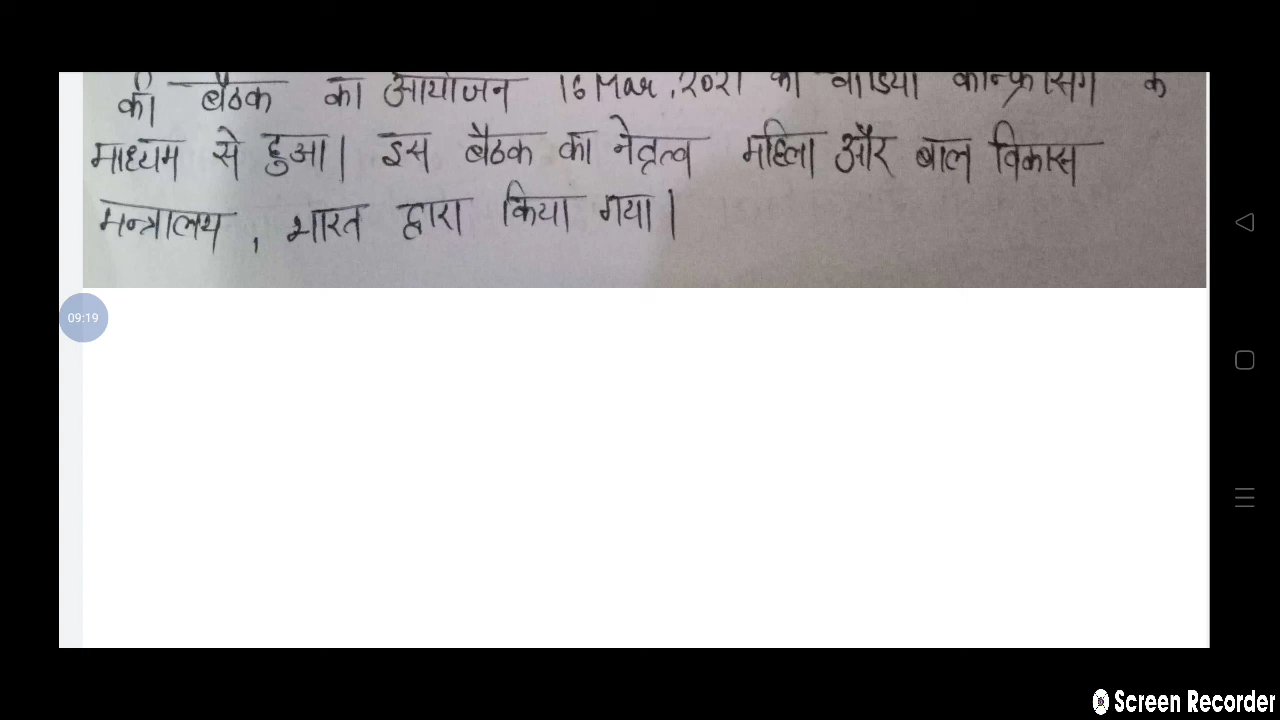 की बैठक का आयोजन 16 Mar, 2021 को वीडियो कॉन्फ्रेंसिंग के
माध्यम से हुआ। इस बैठक का नेतृत्व महिला और बाल विकास
मन्त्रालय, भारत द्वारा किया गया।
09:19
Screen Recorder